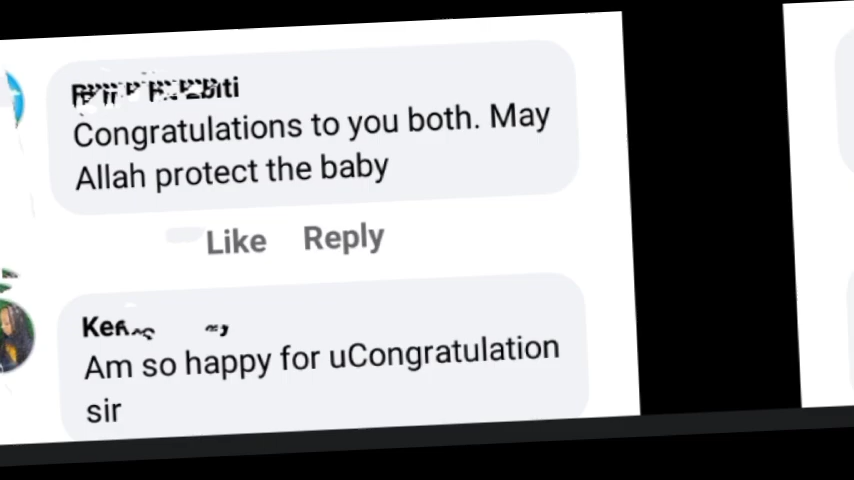 Congratulations to you both. May
Allah protect the baby
Like Reply
Am so happy for uCongratulation
sir